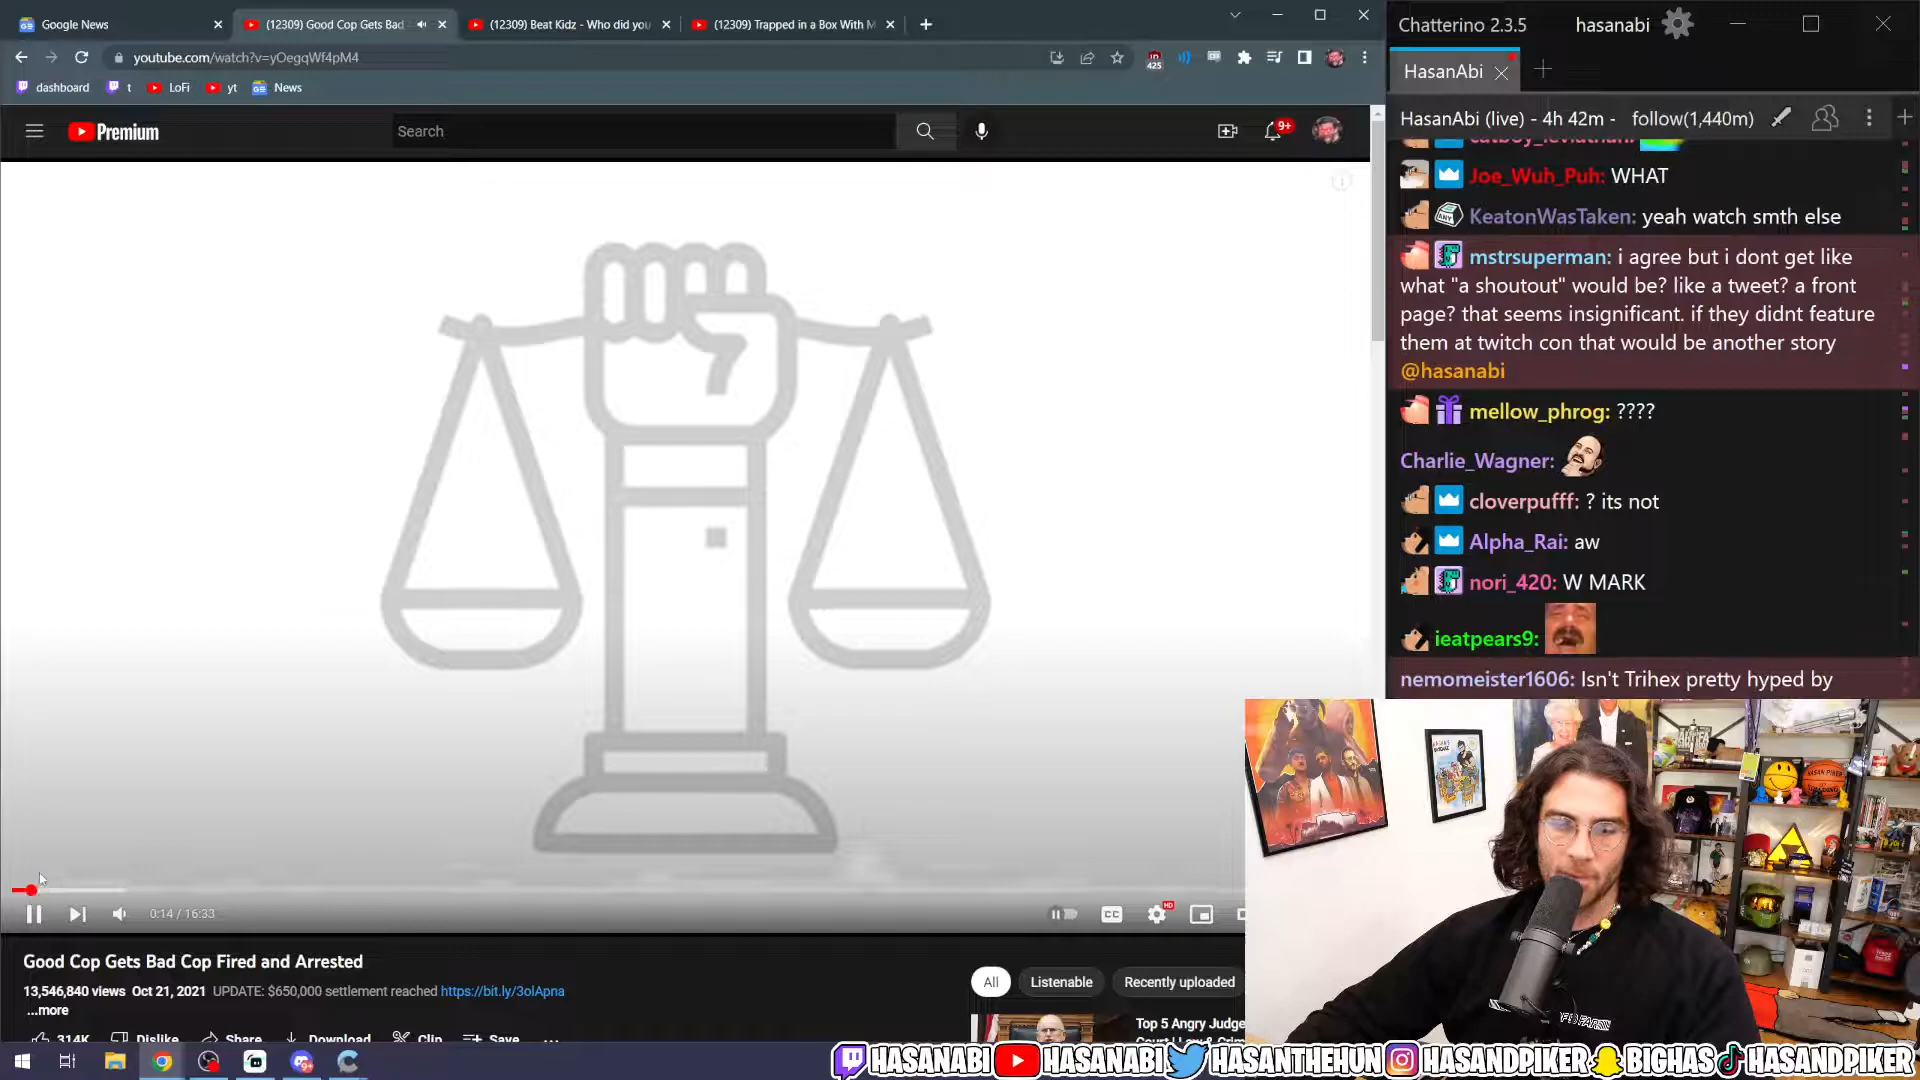 Google News
(12309) Good Cop Gets Bad
(12309) Beat Kidz - Who did you
(12309) Trapped in a Box With M
youtube.com/watch?v=yOegqWf4pM4
425
dashboard
t
LoFi
yt
News
Premium
Search
9+
0:14 / 16:33
CC
HD
Good Cop Gets Bad Cop Fired and Arrested
13,546,840 views Oct 21, 2021 UPDATE: $650,000 settlement reached https://bit.ly/3olApna
...more
314K Dislike Share Download Clip Save
All
Listenable
Recently uploaded
Top 5 Angry Judge
Chatterino 2.3.5
hasanabi
HasanAbi
HasanAbi (live) - 4h 42m - follow(1,440m)
catboy_leviathan:
Joe_Wuh_Puh: WHAT
KeatonWasTaken: yeah watch smth else
mstrsuperman: i agree but i dont get like
what "a shoutout" would be? like a tweet? a front
page? that seems insignificant. if they didnt feature
them at twitch con that would be another story
@hasanabi
mellow_phrog: ????
Charlie_Wagner:
cloverpufff: ? its not
Alpha_Rai: aw
nori_420: W MARK
ieatpears9:
nemomeister1606: Isn't Trihex pretty hyped by
HASANABI
HASANABI
HASANTHEHUN
HASANDPIKER
BIGHAS
HASANDPIKER